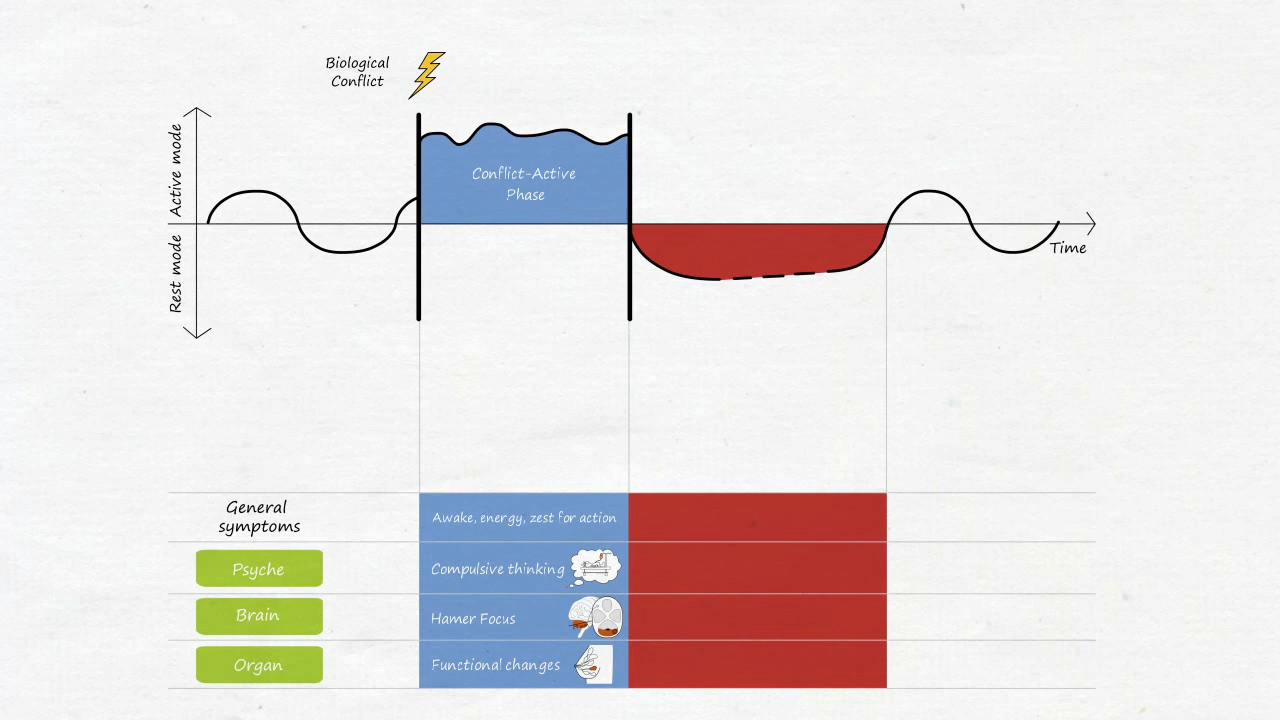 Biological
Conflict
Active mode
Rest mode
Conflict-Active
Phase
Time
General
symptoms
Awake, energy, zest for action
Psyche
Compulsive thinking
Brain
Hamer Focus
Organ
Functional changes